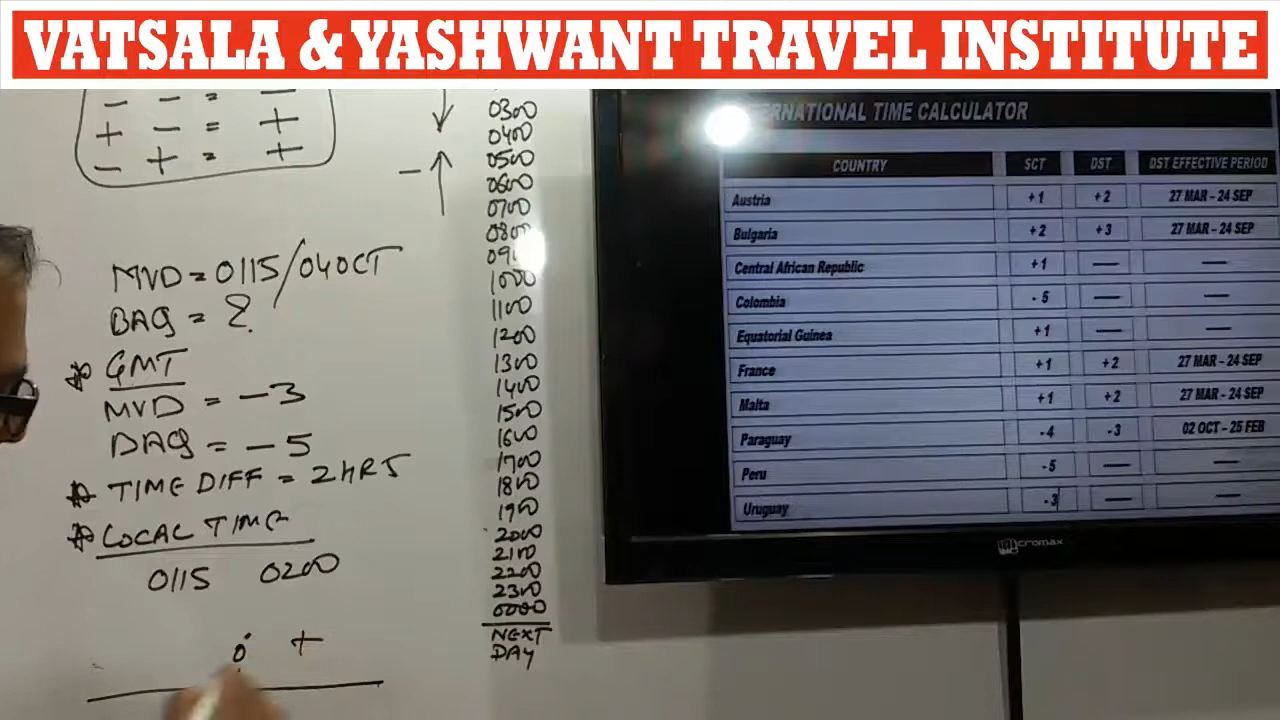 VATSALA & YASHWANT TRAVEL INSTITUTE
- - = -
+ - = +
- + = +
-
MVD = 0115/04OCT
BAQ = ?
* GMT
MVD = -3
BAQ = -5
* TIME DIFF = 2HRS
* LOCAL TIME
0115 0200
+
0300
0400
0500
0600
0700
0800
1000
1100
1200
1300
1400
1500
1600
1700
1800
1900
2000
2100
2200
2300
0000
NEXT
DAY
TIME CALCULATOR
COUNTRY SCT DST DST EFFECTIVE PERIOD
Austria +1 +2 27 MAR - 24 SEP
Bulgaria +2 +3 27 MAR - 24 SEP
Central African Republic +1 — —
Colombia - 5 — —
Equatorial Guinea +1 — —
France +1 +2 27 MAR - 24 SEP
Malta +1 +2 27 MAR - 24 SEP
Paraguay -4 -3 02 OCT - 25 FEB
Peru -5 — —
Uruguay -3 — —
micromax